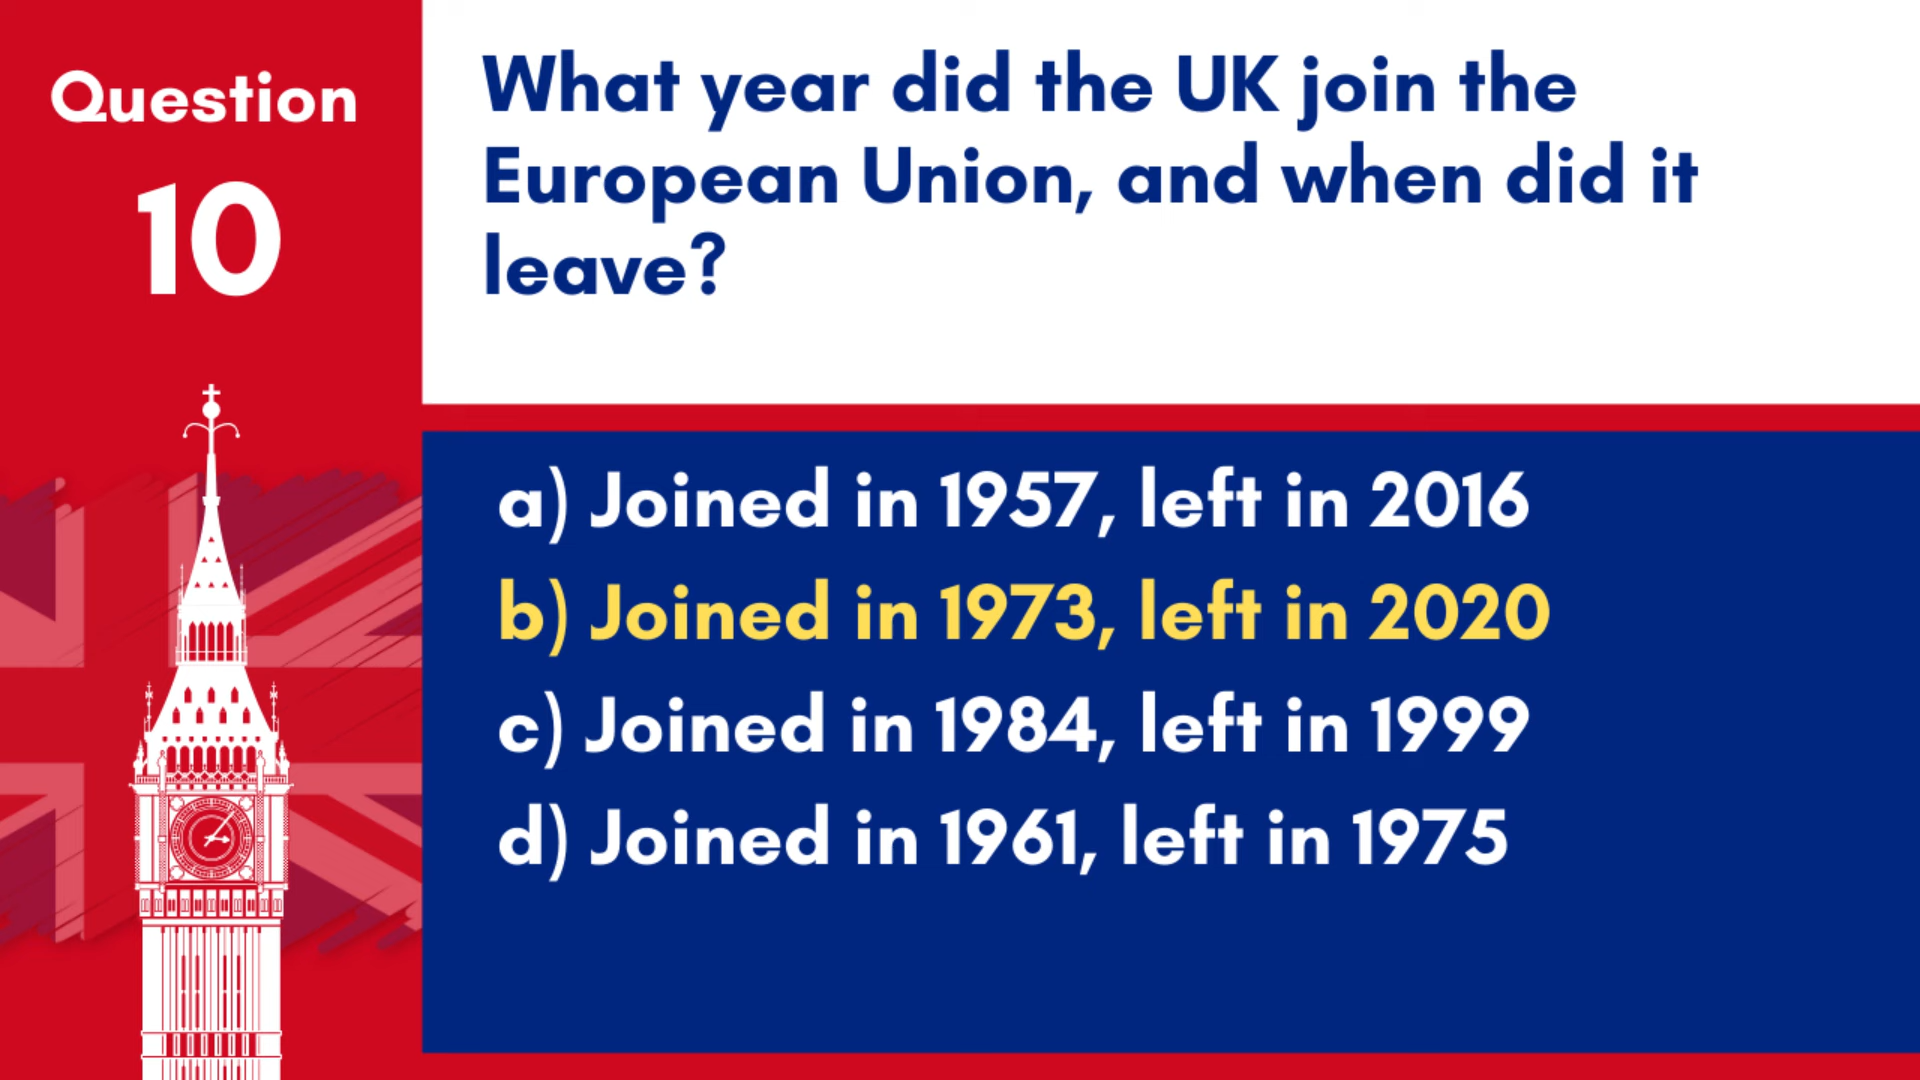 Question
10
What year did the UK join the
European Union, and when did it
leave?
a) Joined in 1957, left in 2016
b) Joined in 1973, left in 2020
c) Joined in 1984, left in 1999
d) Joined in 1961, left in 1975